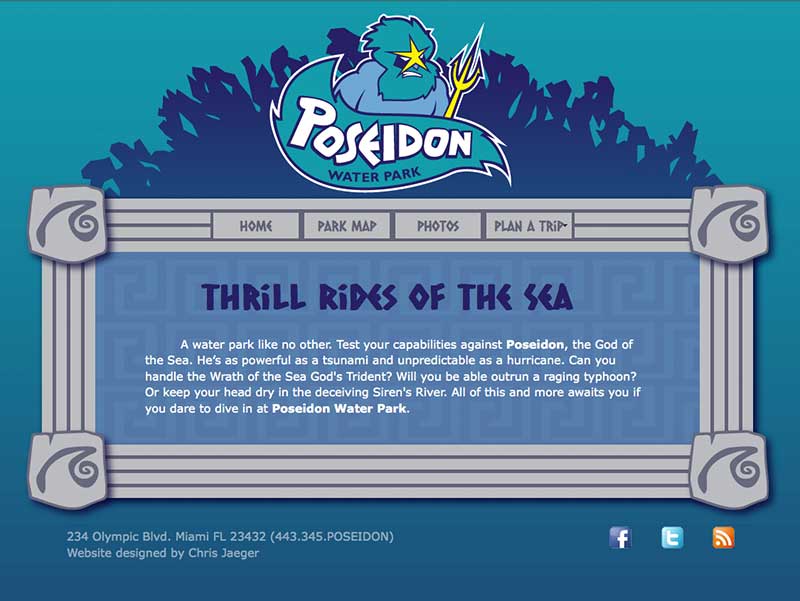 POSEIDON
WATER PARK
HOME
PARK MAP
PHOTOS
PLAN A TRiP
THRiLL RiDES OF THE SEA
A water park like no other. Test your capabilities against Poseidon, the God of
the Sea. He's as powerful as a tsunami and unpredictable as a hurricane. Can you
handle the Wrath of the Sea God's Trident? Will you be able outrun a raging typhoon?
Or keep your head dry in the deceiving Siren's River. All of this and more awaits you if
you dare to dive in at Poseidon Water Park.
234 Olympic Blvd. Miami FL 23432 (443.345.POSEIDON)
Website designed by Chris Jaeger
f
t